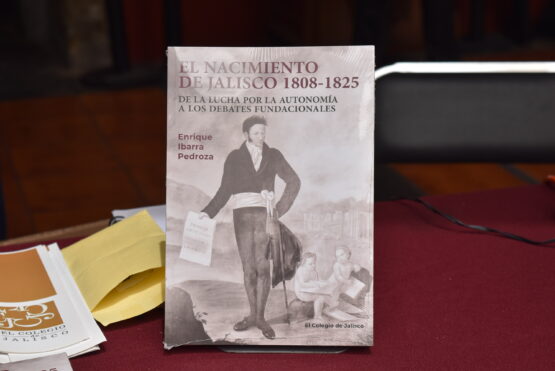 EL NACIMIENTO
DE JALISCO 1808-1825
DE LA LUCHA POR LA AUTONOMÍA
A LOS DEBATES FUNDACIONALES
Enrique
Ibarra
Pedroza
El Colegio de Jalisco
EL COLEGIO
DE
JALISCO